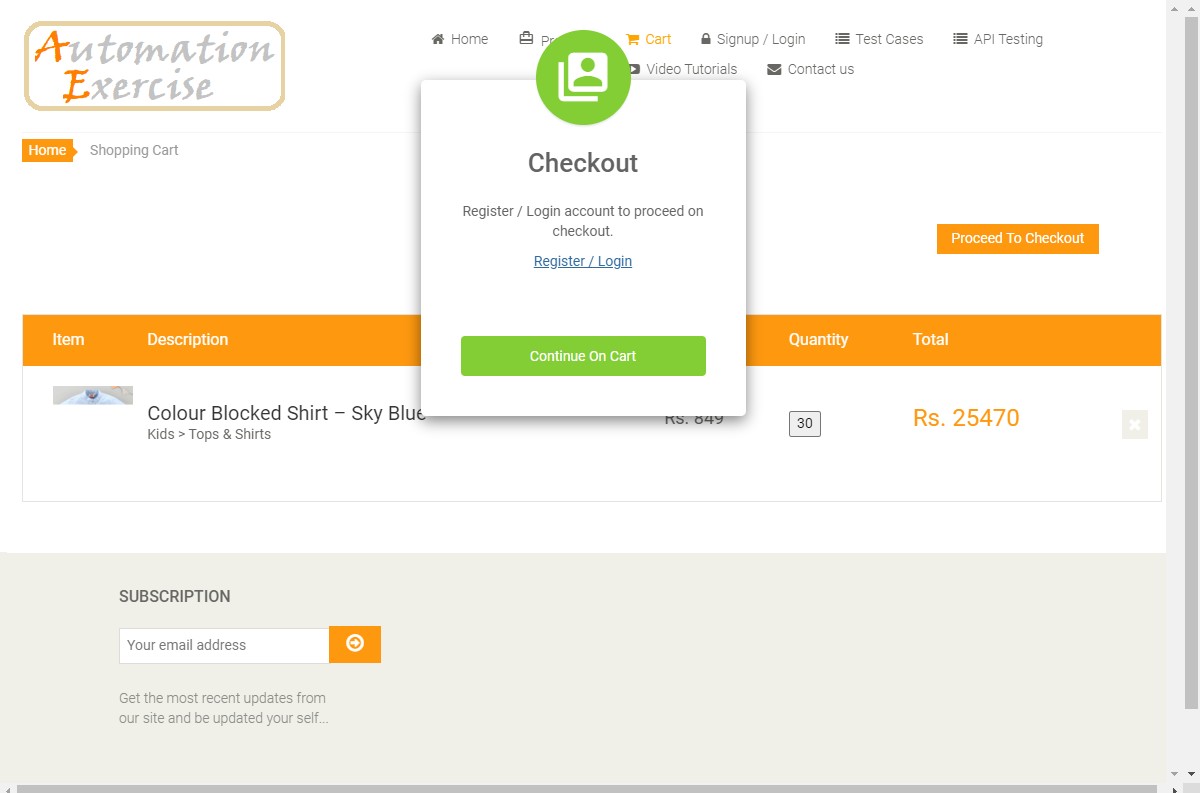 Automation
Exercise
Home
Pr
Cart
Signup / Login
Test Cases
API Testing
Video Tutorials
Contact us
Home
Shopping Cart
Checkout
Register / Login account to proceed on
checkout.
Register / Login
Continue On Cart
Proceed To Checkout
Item
Description
Quantity
Total
Colour Blocked Shirt – Sky Blue
Kids > Tops & Shirts
Rs. 849
30
Rs. 25470
SUBSCRIPTION
Your email address
Get the most recent updates from
our site and be updated your self...